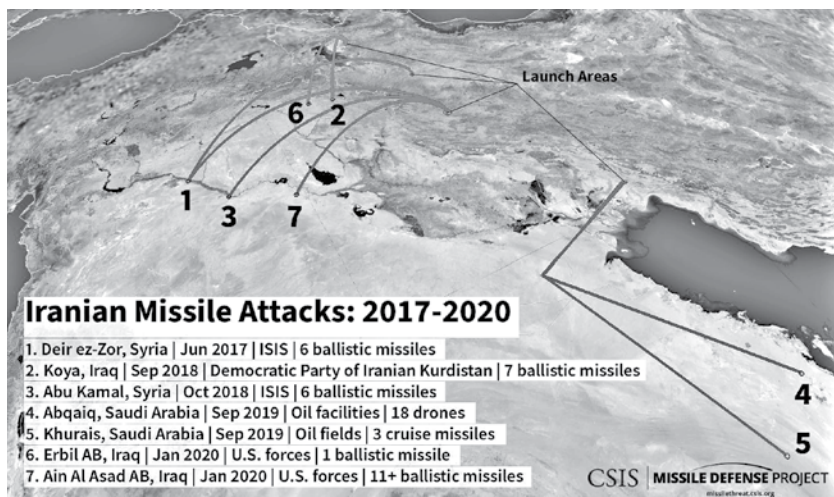 Launch Areas
6
2
1
3
7
Iranian Missile Attacks: 2017-2020
1. Deir ez-Zor, Syria | Jun 2017 | ISIS | 6 ballistic missiles
2. Koya, Iraq | Sep 2018 | Democratic Party of Iranian Kurdistan | 7 ballistic missiles
3. Abu Kamal, Syria | Oct 2018 | ISIS | 6 ballistic missiles
4. Abqaiq, Saudi Arabia | Sep 2019 | Oil facilities | 18 drones
5. Khurais, Saudi Arabia | Sep 2019 | Oil fields | 3 cruise missiles
6. Erbil AB, Iraq | Jan 2020 | U.S. forces | 1 ballistic missile
7. Ain Al Asad AB, Iraq | Jan 2020 | U.S. forces | 11+ ballistic missiles
4
5
CSIS | MISSILE DEFENSE PROJECT
missilethreat.csis.org